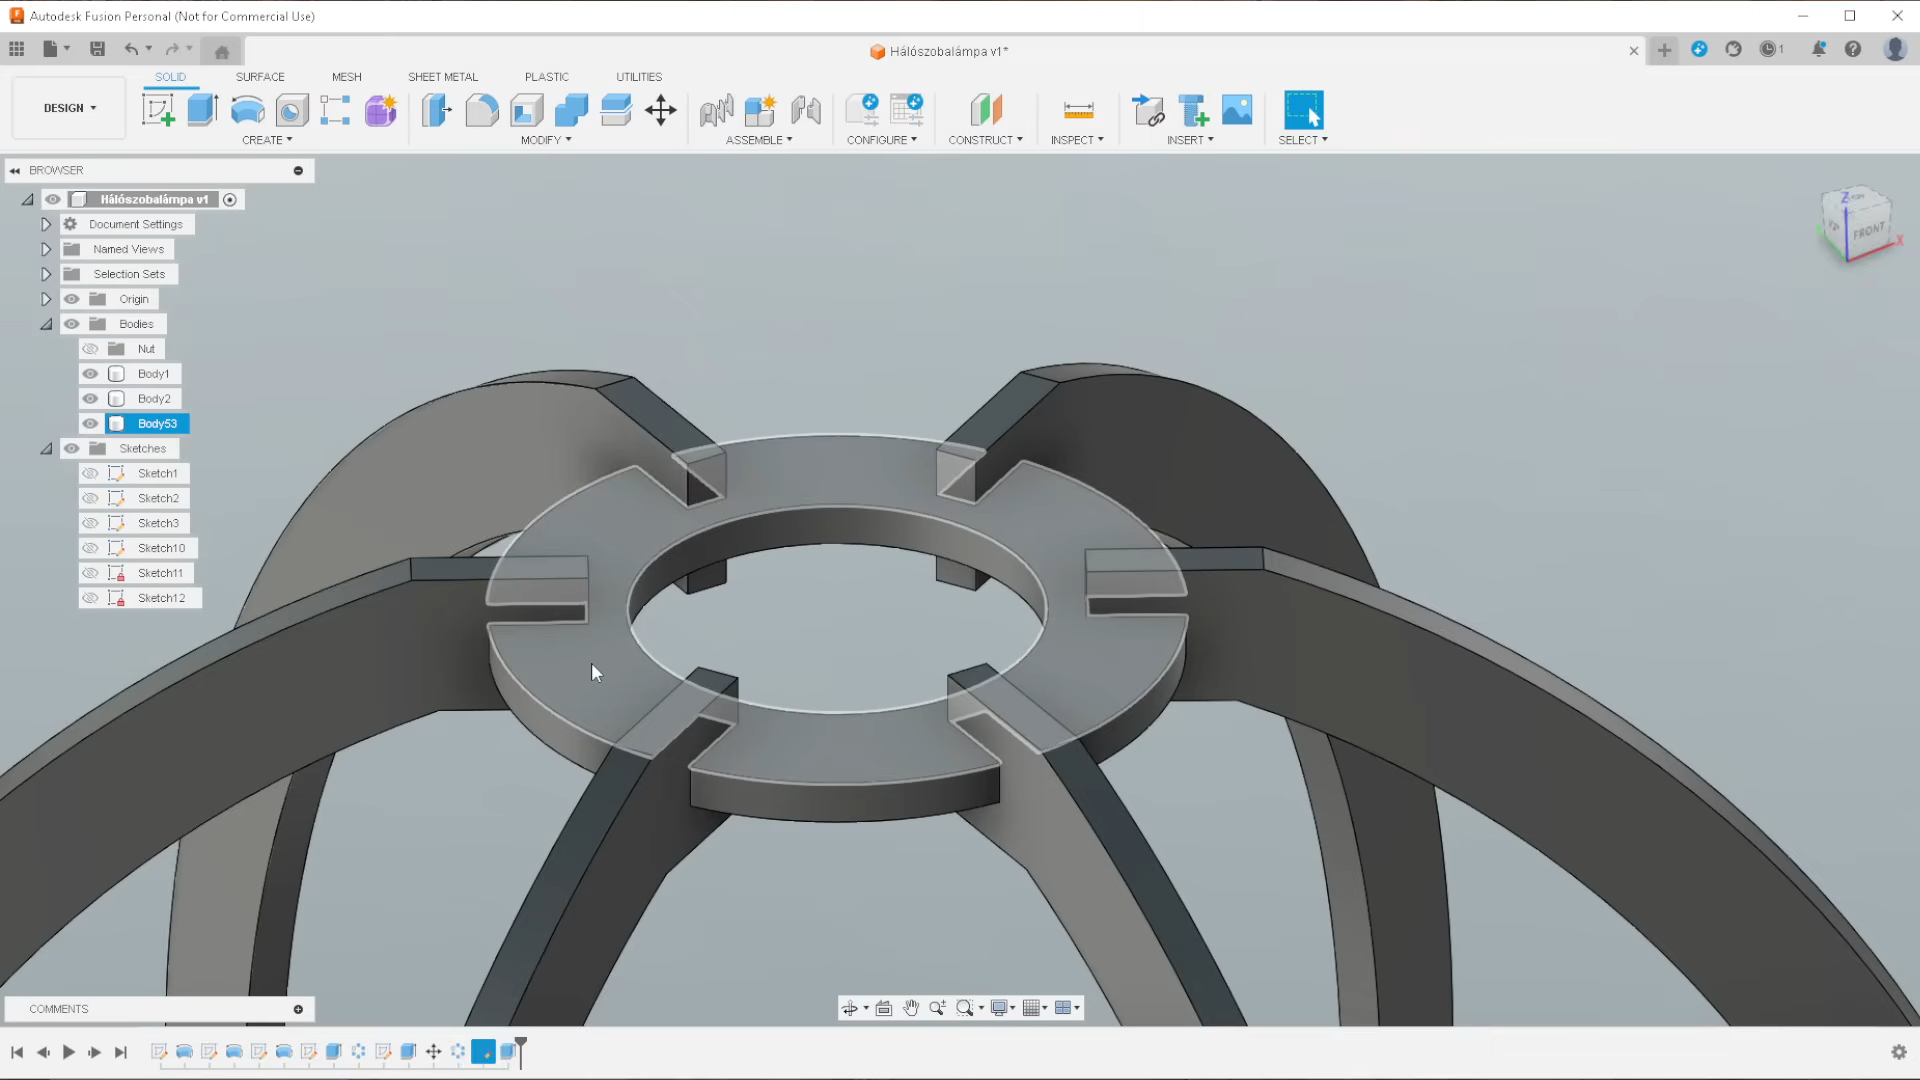 Autodesk Fusion Personal (Not for Commercial Use)
Hálószobalámpa v1*
1
SOLID SURFACE MESH SHEET METAL PLASTIC UTILITIES
DESIGN
CREATE MODIFY ASSEMBLE CONFIGURE CONSTRUCT INSPECT INSERT SELECT
BROWSER
Hálószobalámpa v1
Document Settings
Named Views
Selection Sets
Origin
Bodies
Nut
Body1
Body2
Body53
Sketches
Sketch1
Sketch2
Sketch3
Sketch10
Sketch11
Sketch12
Z
FRONT
X
COMMENTS